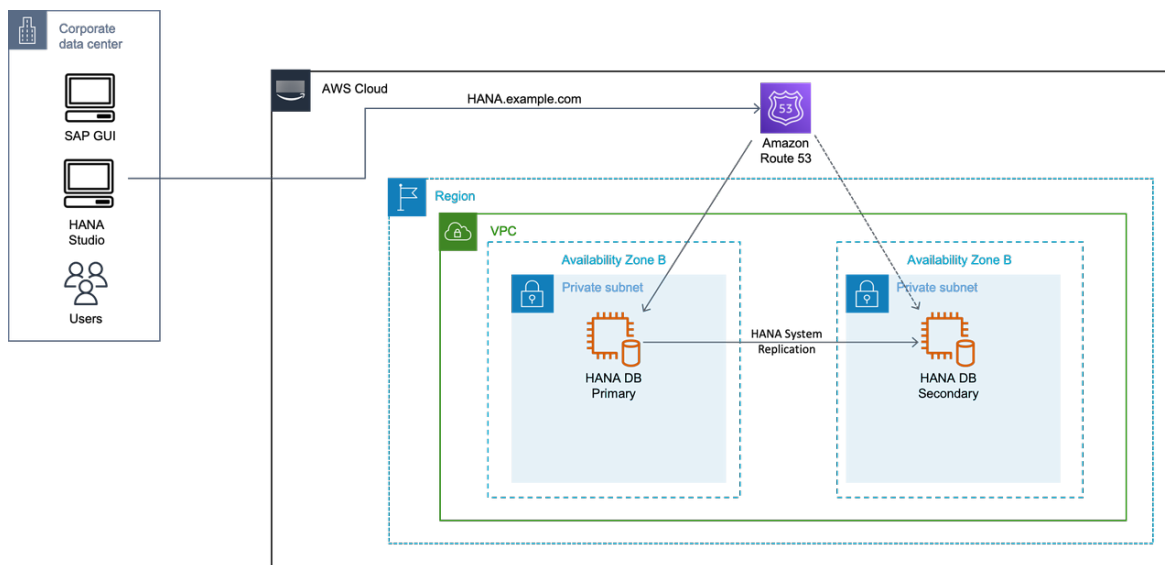 Corporate
data center
SAP GUI
HANA
Studio
Users
AWS Cloud
HANA.example.com
53
Amazon
Route 53
Region
VPC
Availability Zone B
Private subnet
HANA DB
Primary
HANA System
Replication
Availability Zone B
Private subnet
HANA DB
Secondary